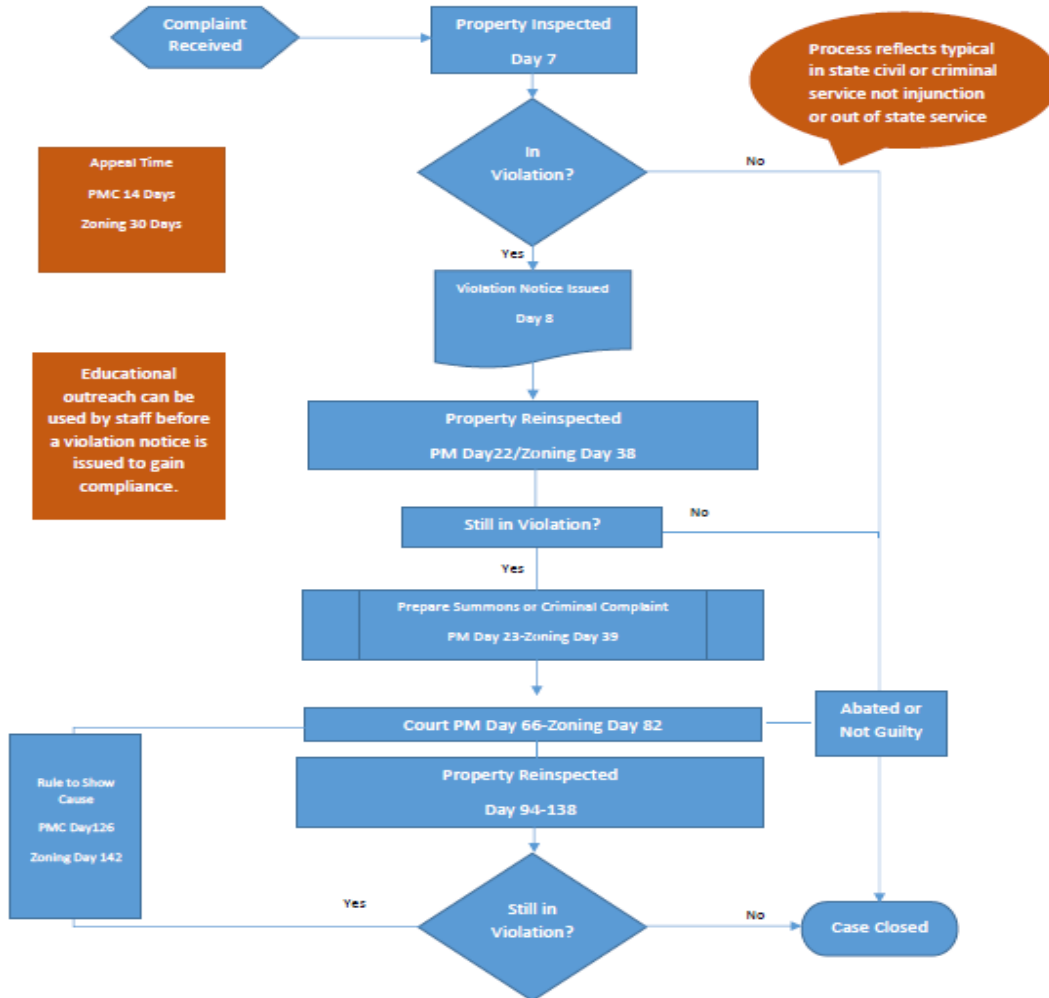 Complaint
Received
Property Inspected
Day 7
Process reflects typical
in state civil or criminal
service not injunction
or out of state service
In
Violation?
No
Appeal Time
PMC 14 Days
Zoning 30 Days
Yes
Violation Notice Issued
Day 8
Educational
outreach can be
used by staff before
a violation notice is
issued to gain
compliance.
Property Reinspected
PM Day22/Zoning Day 38
Still in Violation?
No
Yes
Prepare Summons or Criminal Complaint
PM Day 23-Zoning Day 39
Court PM Day 66-Zoning Day 82
Abated or
Not Guilty
Property Reinspected
Day 94-138
Rule to Show
Cause
PMC Day126
Zoning Day 142
Yes
Still in
Violation?
No
Case Closed